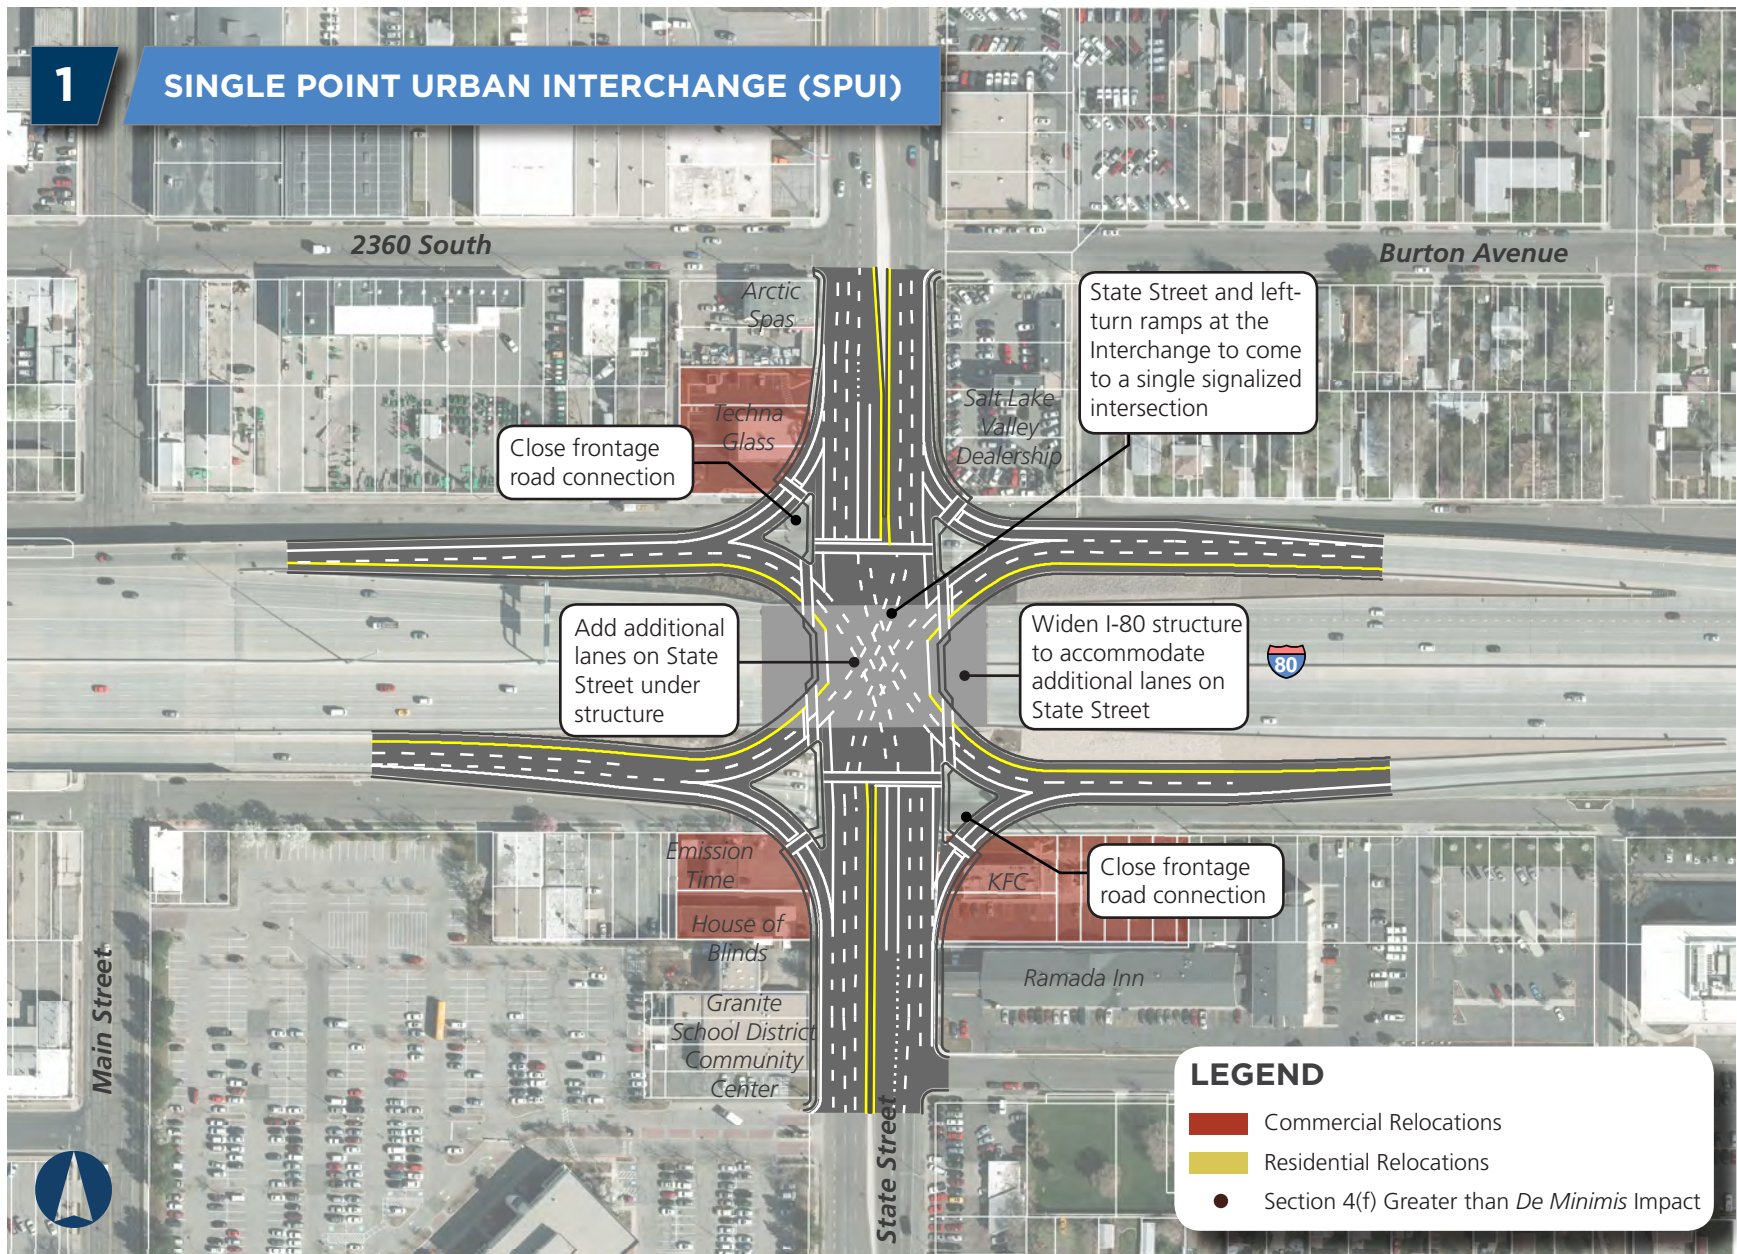 1
SINGLE POINT URBAN INTERCHANGE (SPUI)
2360 South
Burton Avenue
Arctic
Spas
State Street and left-
turn ramps at the
Interchange to come
to a single signalized
intersection
Techna
Glass
Salt Lake
Valley
Dealership
Close frontage
road connection
Add additional
lanes on State
Street under
structure
Widen I-80 structure
to accommodate
additional lanes on
State Street
80
Emission
Time
House of
Blinds
KFC
Close frontage
road connection
Ramada Inn
Granite
School District
Community
Center
Main Street
State Street
LEGEND
Commercial Relocations
Residential Relocations
Section 4(f) Greater than De Minimis Impact